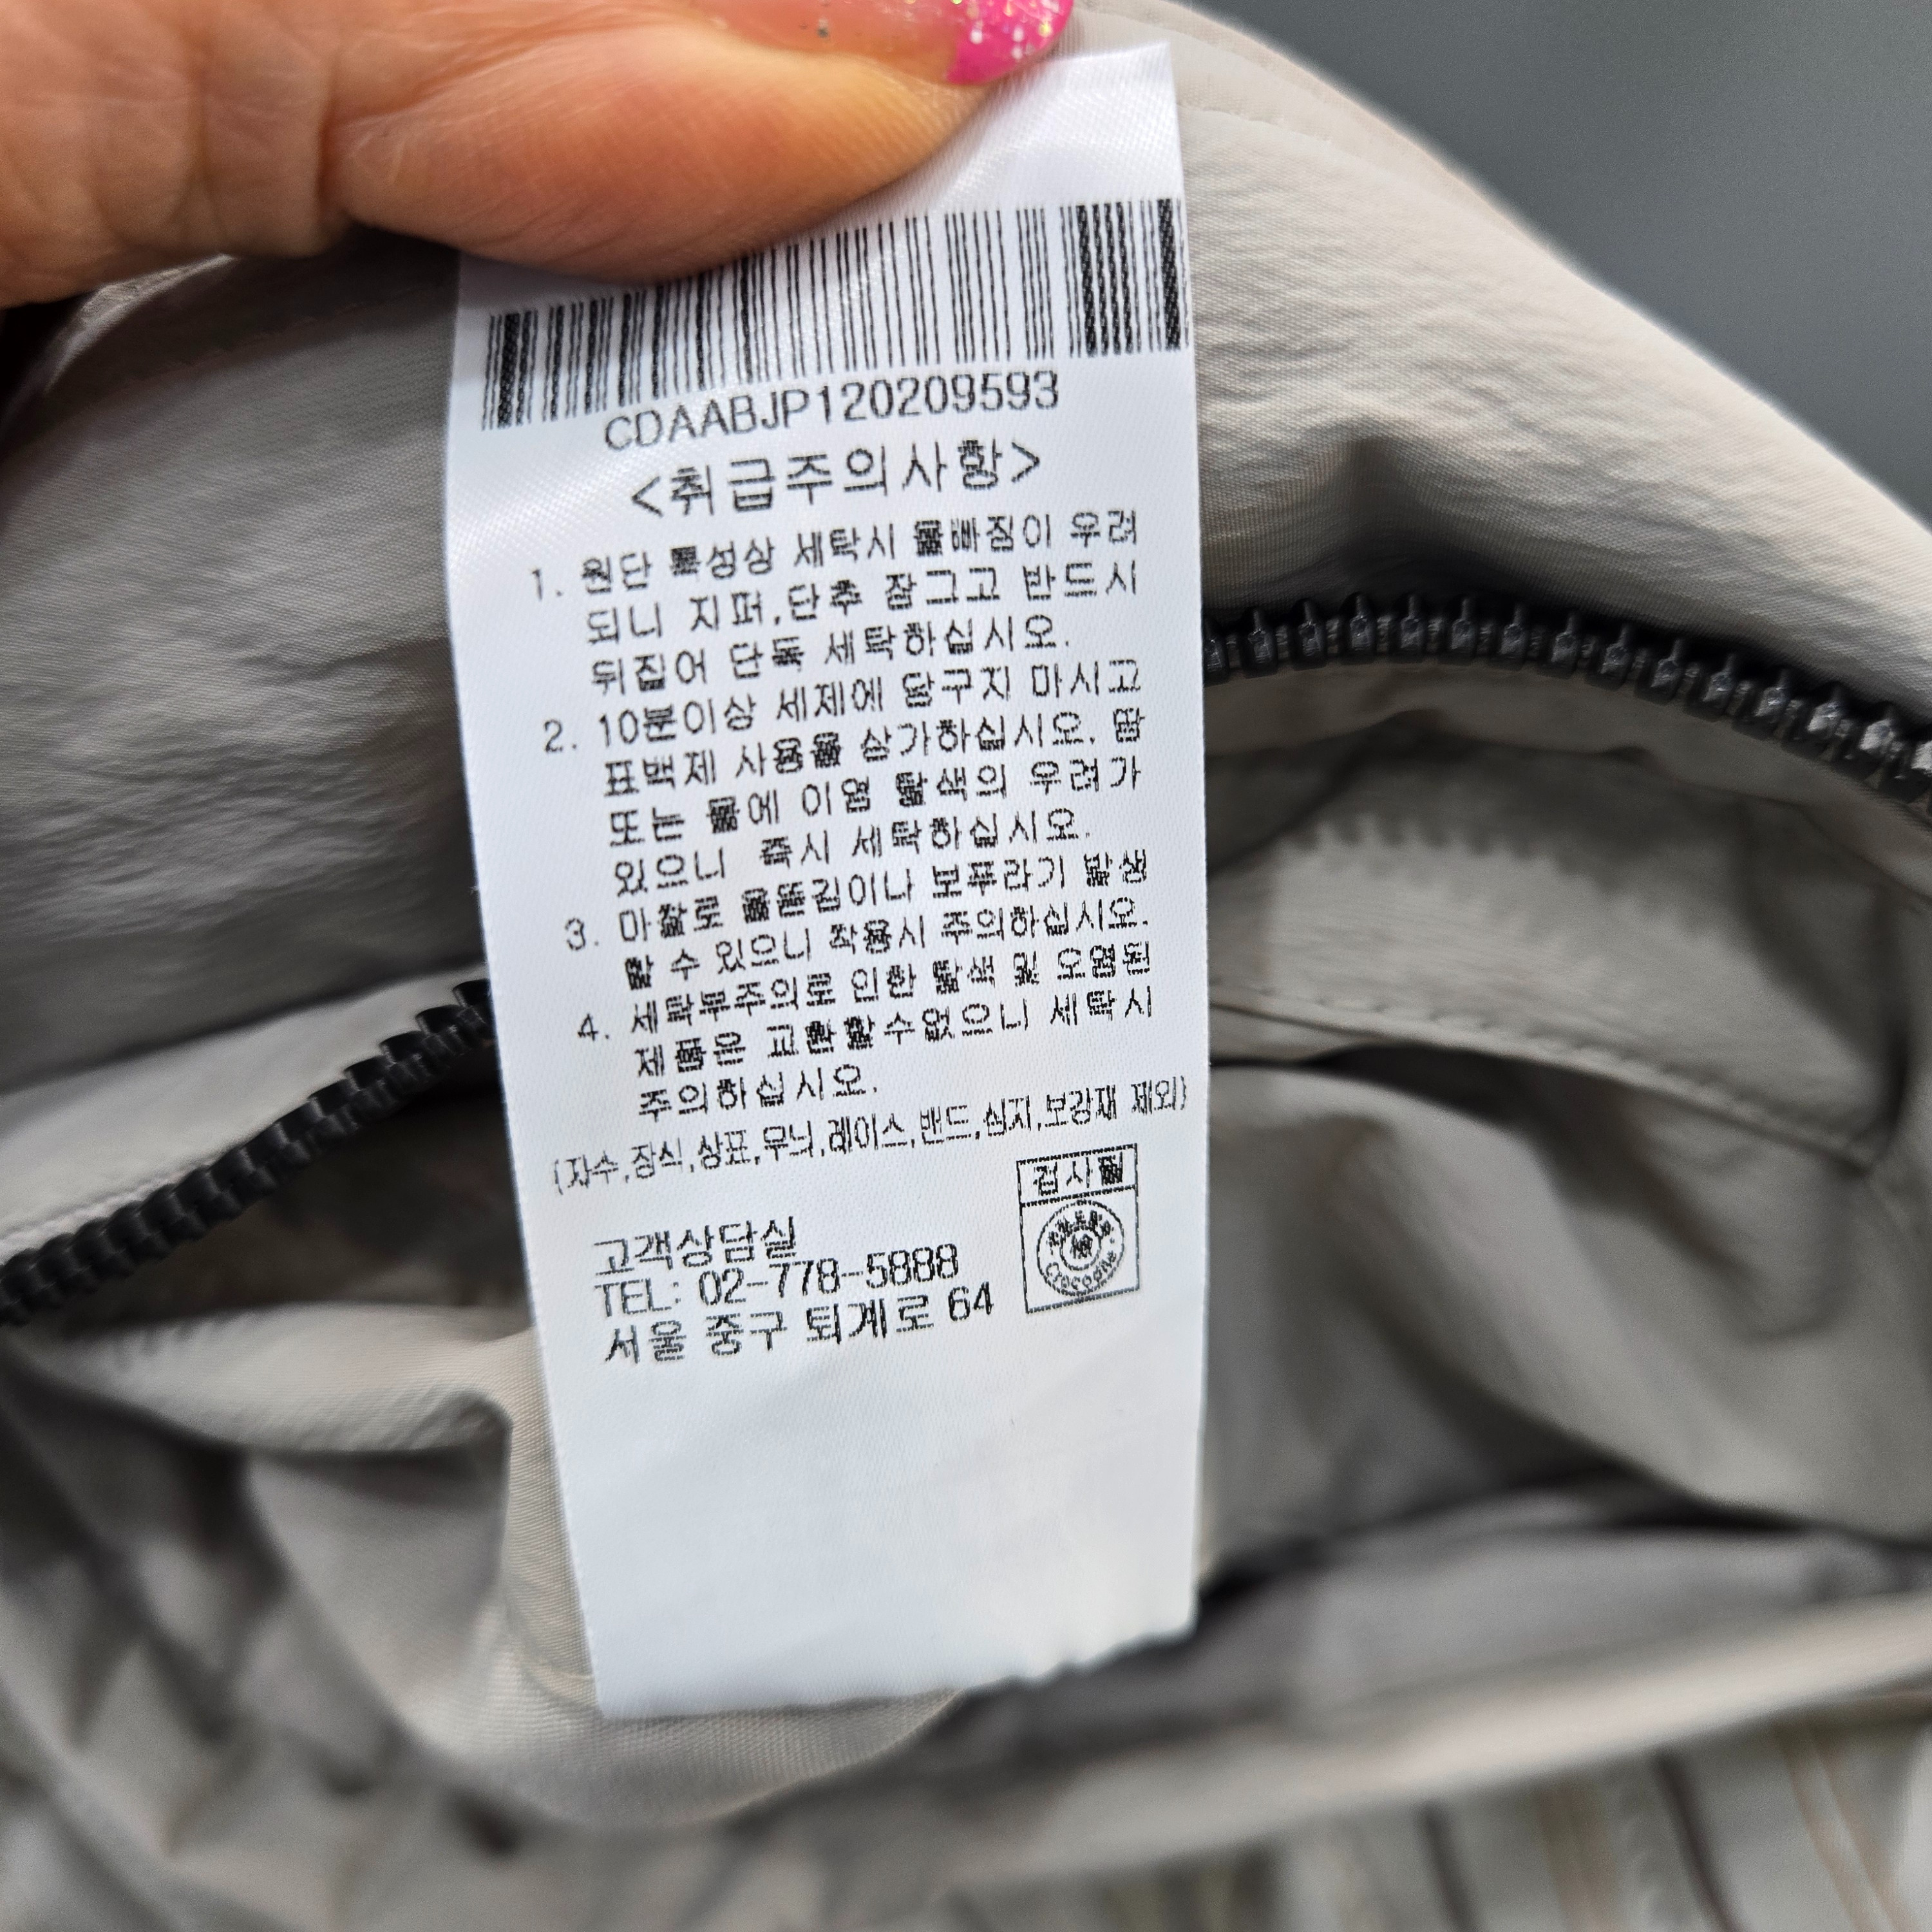 CDAABJP120209593
<취급주의사항>
1. 원단 특성상 세탁시 물빠짐이 우려
되니 지퍼,단추 잠그고 반드시
뒤집어 단독 세탁하십시오.
2. 10분이상 세제에 담구지 마시고
표백제 사용을 삼가하십시오. 땀
또는 물에 이염 탈색의 우려가
있으니 즉시 세탁하십시오.
3. 마찰로 올뜯김이나 보푸라기 발생
할 수 있으니 착용시 주의하십시오.
4. 세탁부주의로 인한 탈색 및 오염된
제품은 교환할수없으니 세탁시
주의하십시오.
(자수,장식,상표,무늬,레이스,밴드,심지,보강재 제외)
검사필
Crocodile
고객상담실
TEL: 02-778-5888
서울 중구 퇴계로 64